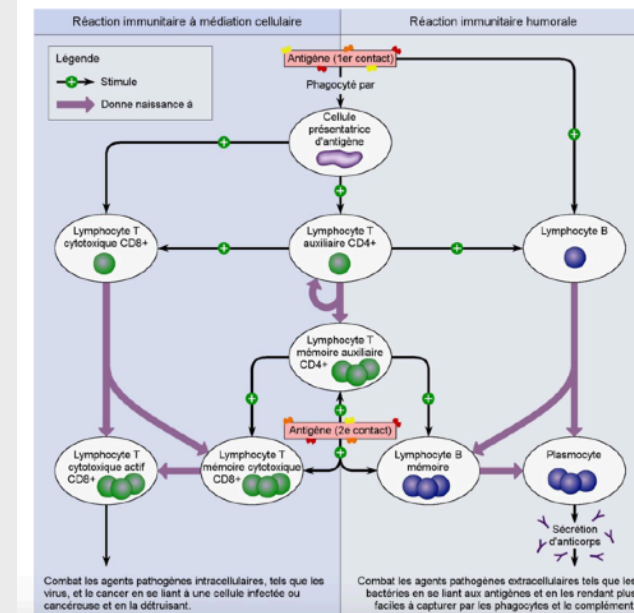 Réaction immunitaire à médiation cellulaire
Réaction immunitaire humorale
Légende
Stimule
Donne naissance à
Antigène (1er contact)
Phagocyté par
Cellule
présentatrice
d'antigène
Lymphocyte T
cytotoxique CD8+
Lymphocyte T
auxiliaire CD4+
Lymphocyte B
Lymphocyte T
mémoire auxiliaire
CD4+
Antigène (2e contact)
Lymphocyte T
cytotoxique actif
CD8+
Lymphocyte T
mémoire cytotoxique
CD8+
Lymphocyte B
mémoire
Plasmocyte
Sécrétion
d'anticorps
Combat les agents pathogènes intracellulaires, tels que les
virus, et le cancer en se liant à une cellule infectée ou
cancéreuse et en la détruisant.
Combat les agents pathogènes extracellulaires tels que les
bactéries en se liant aux antigènes et en les rendant plus
faciles à capturer par les phagocytes et le complément